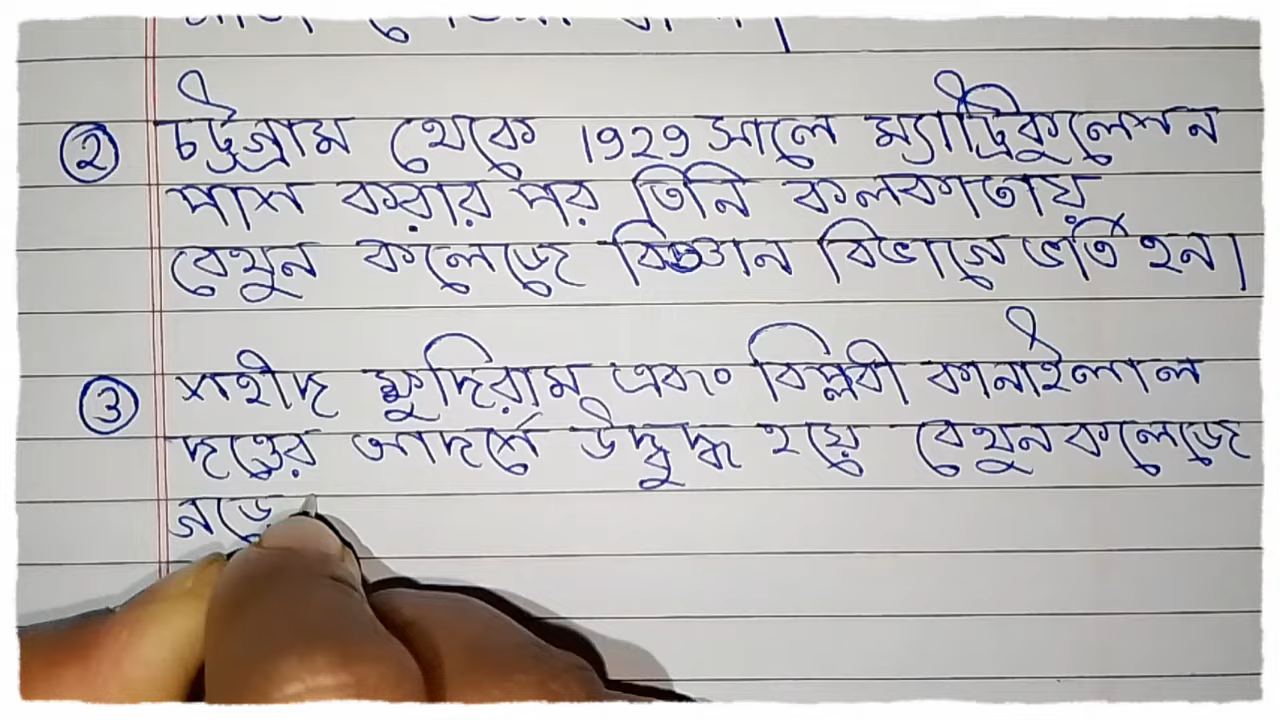 ② চট্টগ্রাম থেকে 1929 সালে ম্যাট্রিকুলেশন
পাশ করার পর তিনি কলকাতায়
বেথুন কলেজে বিজ্ঞান বিভাগে ভর্তি হন।
③ শহীদ ক্ষুদিরাম এবং বিপ্লবী কানাইলাল
দত্তের আদর্শে উদ্বুদ্ধ হয়ে বেথুন কলেজে
গড়ে